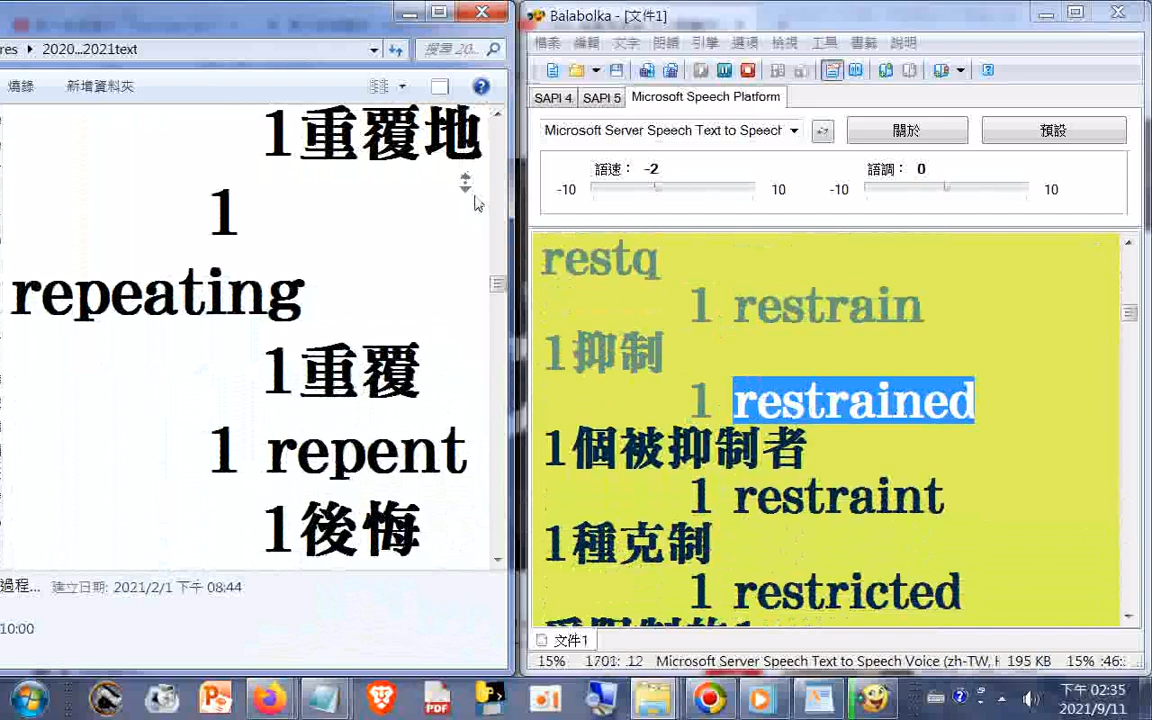 res
2020...2021text
搜尋 20...
燒錄
新增資料夾
1重覆地
1
repeating
1重覆
1 repent
1後悔
過程...
建立日期: 2021/2/1 下午 08:44
10:00
Balabolka - [文件1]
檔案 編輯 文字 閱讀 引擎 選項 檢視 工具 書籤 說明
SAPI 4
SAPI 5
Microsoft Speech Platform
Microsoft Server Speech Text to Speech
關於
預設
語速： -2
-10
10
語調： 0
-10
10
restq
1 restrain
1抑制
1 restrained
1個被抑制者
1 restraint
1種克制
1 restricted
文件1
15%
1701: .12
Microsoft Server Speech Text to Speech Voice (zh-TW, H
195 KB
15% :46:
下午 02:35
2021/9/11